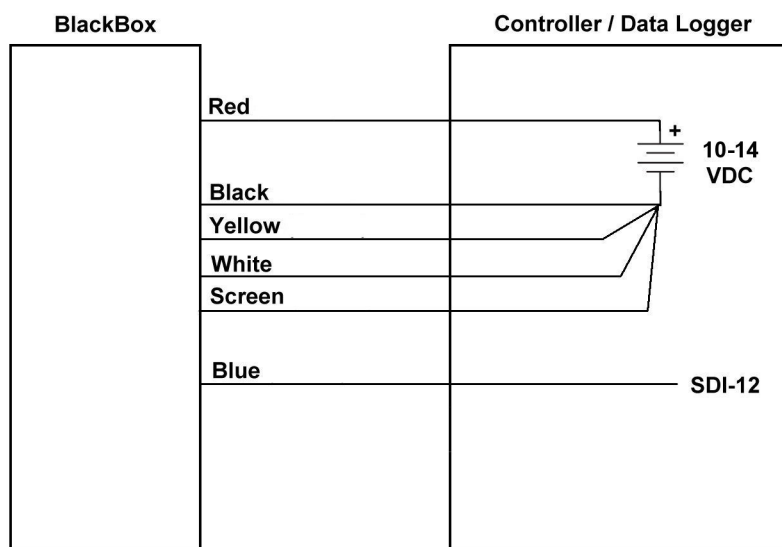 BlackBox
Controller / Data Logger
Red
+
10-14
VDC
Black
Yellow
White
Screen
Blue
SDI-12